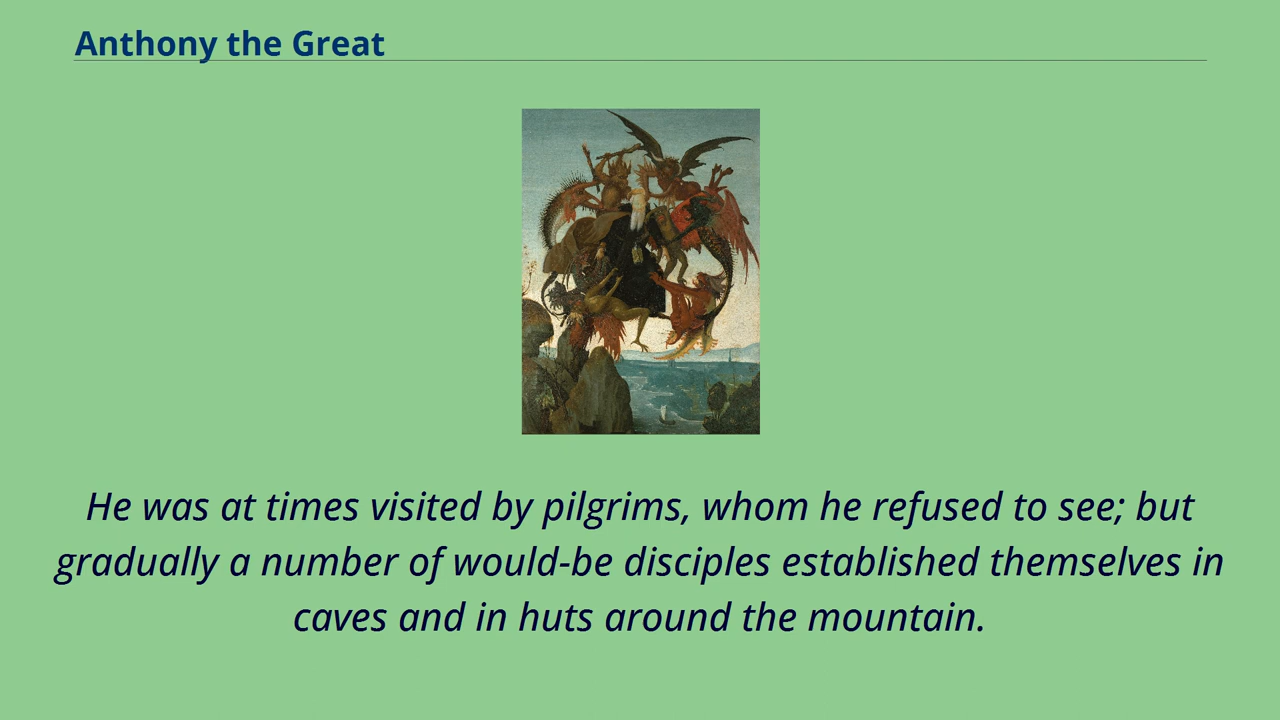 Anthony the Great
He was at times visited by pilgrims, whom he refused to see; but
gradually a number of would-be disciples established themselves in
caves and in huts around the mountain.